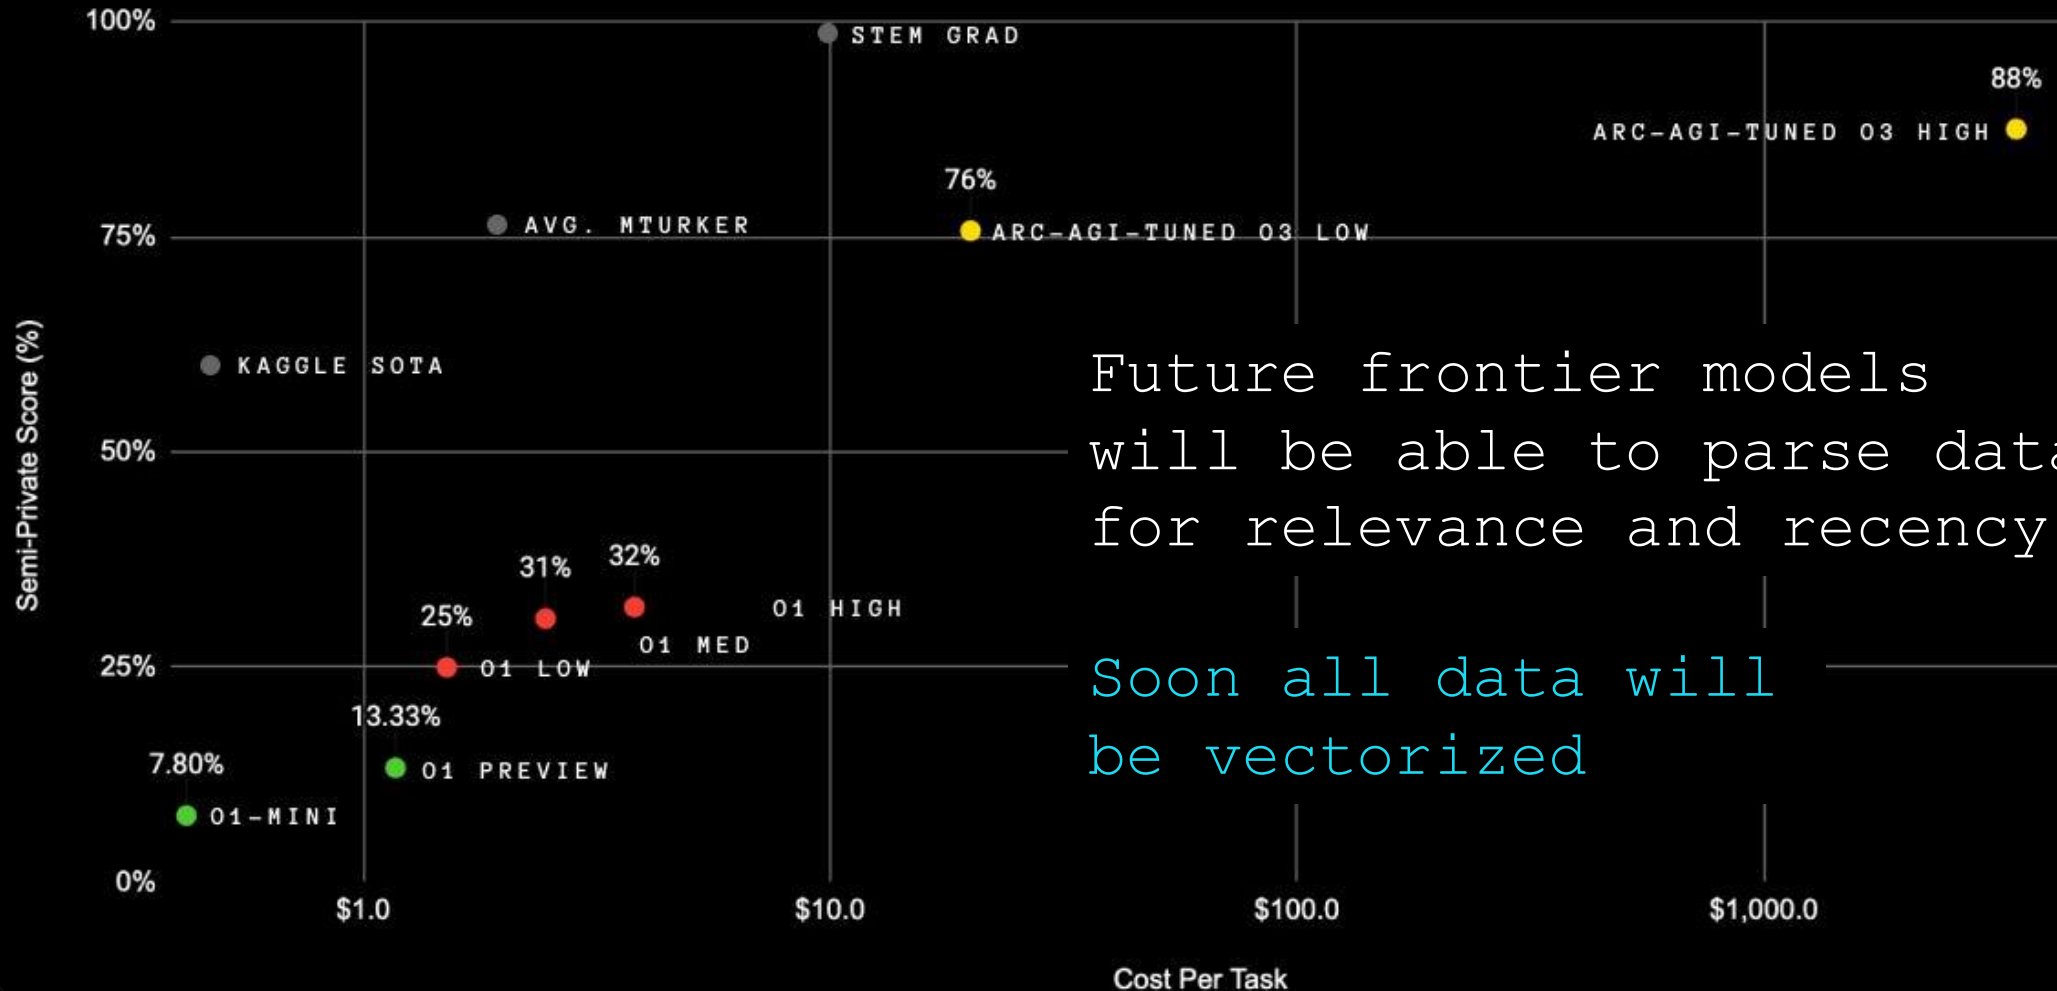 100%
STEM GRAD
88%
ARC-AGI-TUNED O3 HIGH
76%
AVG. MTURKER
75%
ARC-AGI-TUNED O3 LOW
KAGGLE SOTA
Semi-Private Score (%)
Future frontier models
will be able to parse data
for relevance and recency
50%
31%
32%
25%
O1 HIGH
O1 MED
25%
O1 LOW
Soon all data will
be vectorized
13.33%
O1 PREVIEW
7.80%
O1-MINI
0%
$1.0
$10.0
$100.0
$1,000.0
Cost Per Task